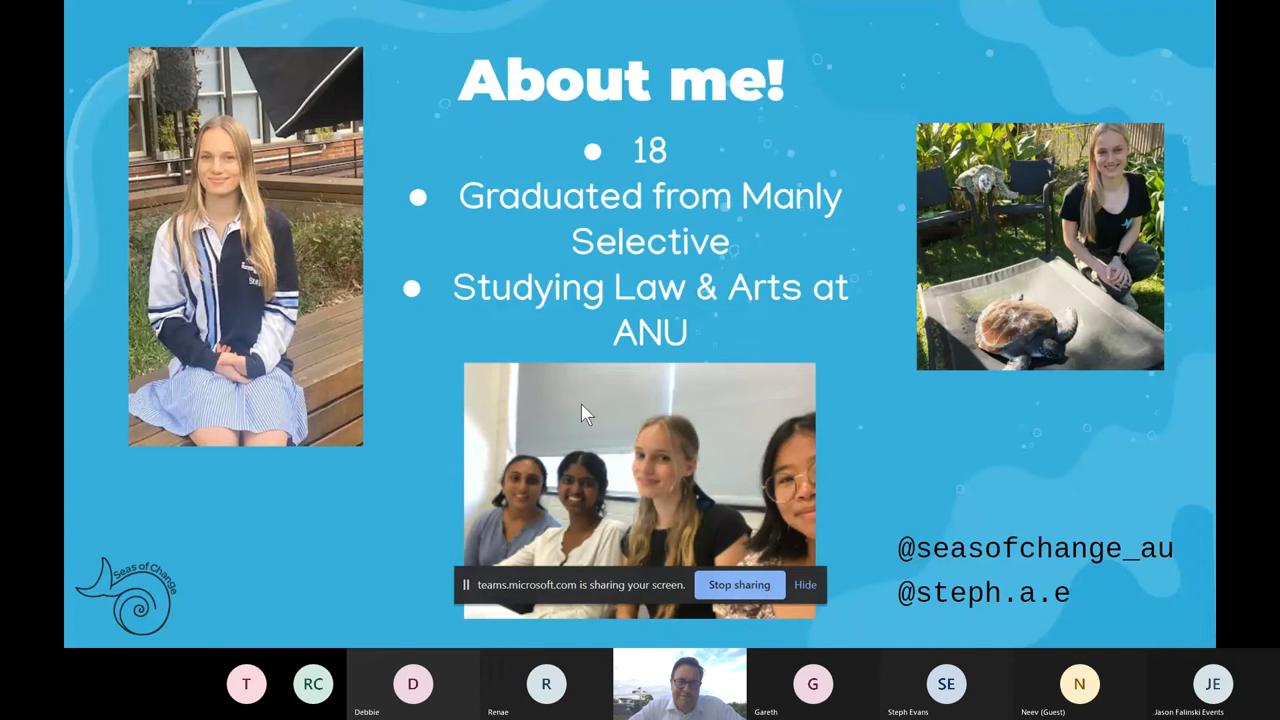 About me!
18
Graduated from Manly
Selective
Studying Law & Arts at
ANU
teams.microsoft.com is sharing your screen.
Stop sharing
Hide
@seasofchange_au
@steph.a.e
Seas of Change
T
RC
D
R
G
SE
N
JE
Debbie
Renae
Gareth
Steph Evans
Neev (Guest)
Jason Falinski Events